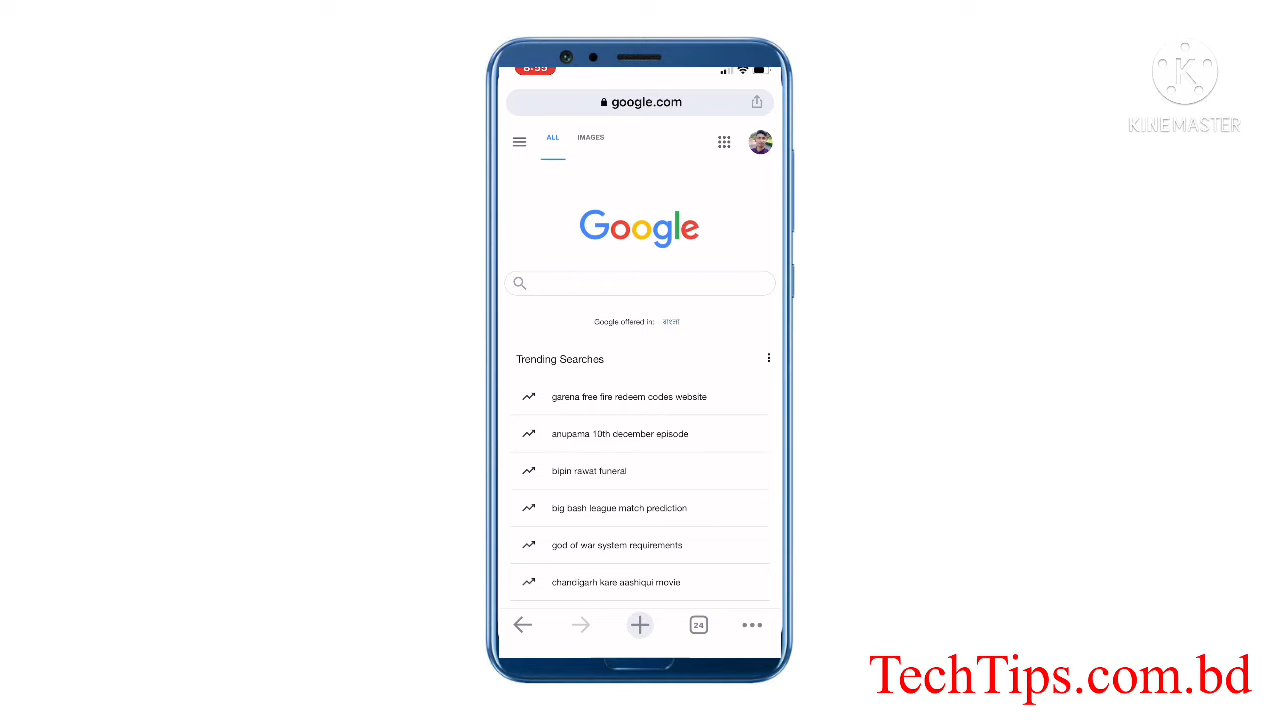 8:55
google.com
ALL IMAGES
Google
Google offered in: বাংলা
Trending Searches
garena free fire redeem codes website
anupama 10th december episode
bipin rawat funeral
big bash league match prediction
god of war system requirements
chandigarh kare aashiqui movie
24
K
KINEMASTER
TechTips.com.bd